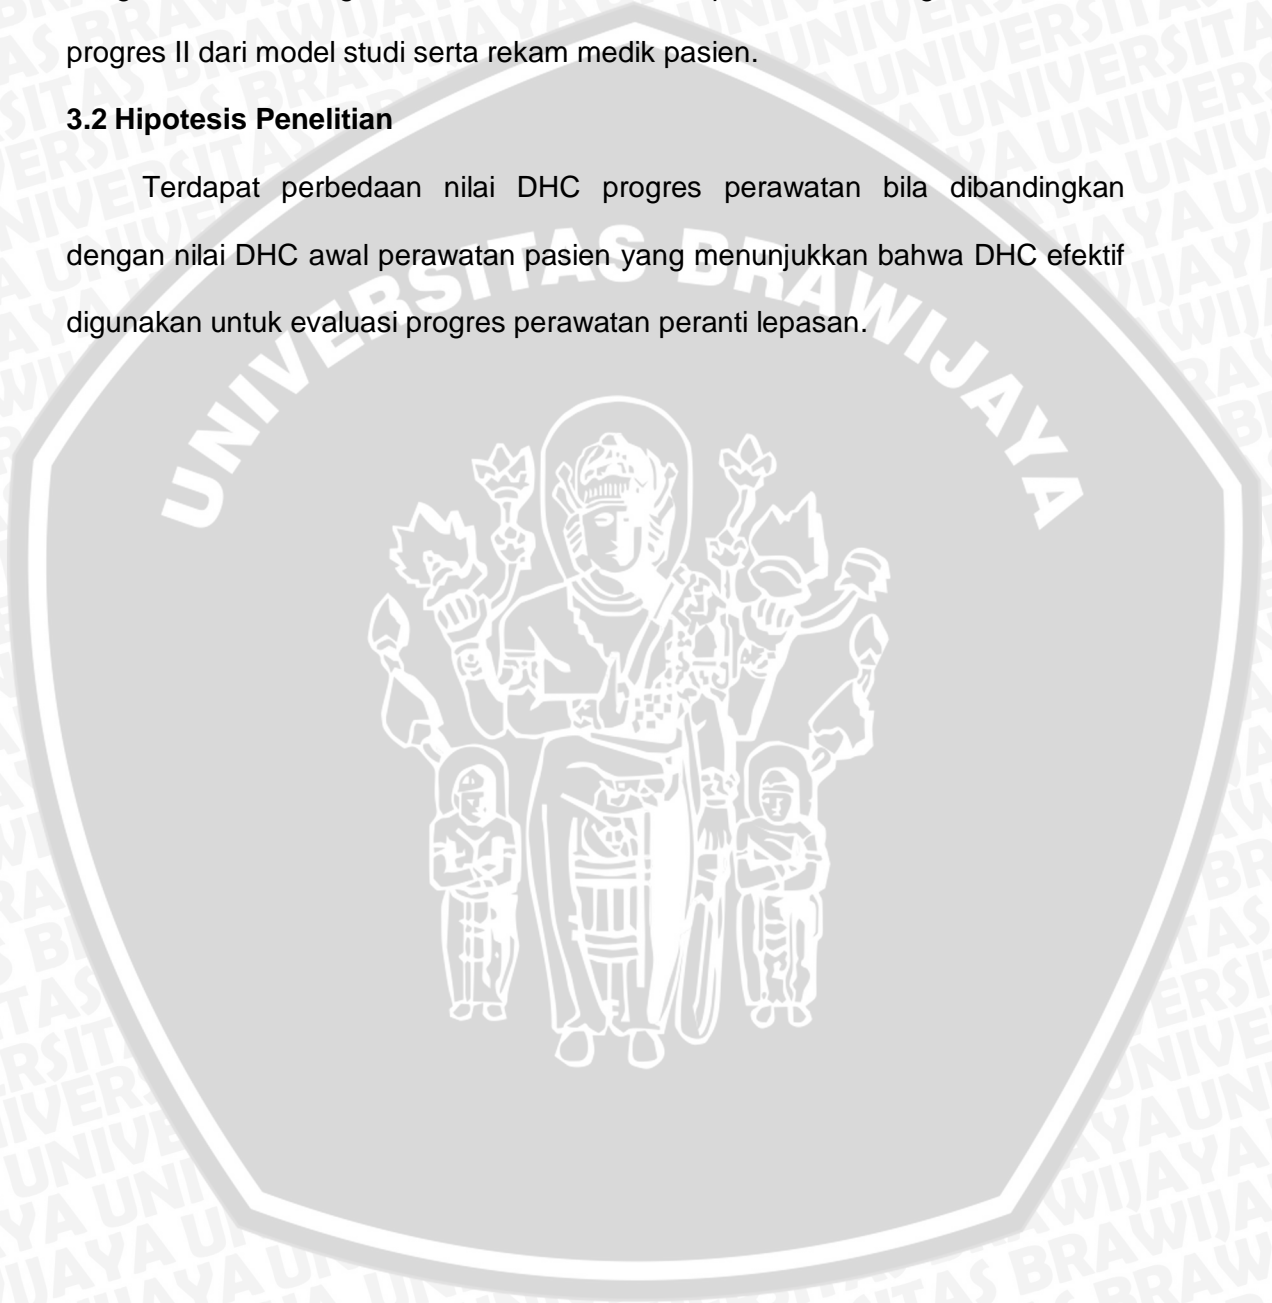 progres II dari model studi serta rekam medik pasien.
3.2 Hipotesis Penelitian
Terdapat perbedaan nilai DHC progres perawatan bila dibandingkan
dengan nilai DHC awal perawatan pasien yang menunjukkan bahwa DHC efektif
digunakan untuk evaluasi progres perawatan peranti lepasan.
UNIVERSITAS BRAWIJAYA